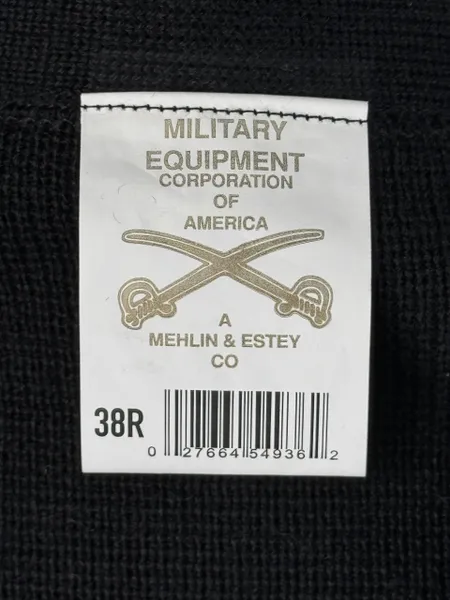 MILITARY
EQUIPMENT
CORPORATION
OF
AMERICA
A
MEHLIN & ESTEY
CO
38R
0 27664 54936 2